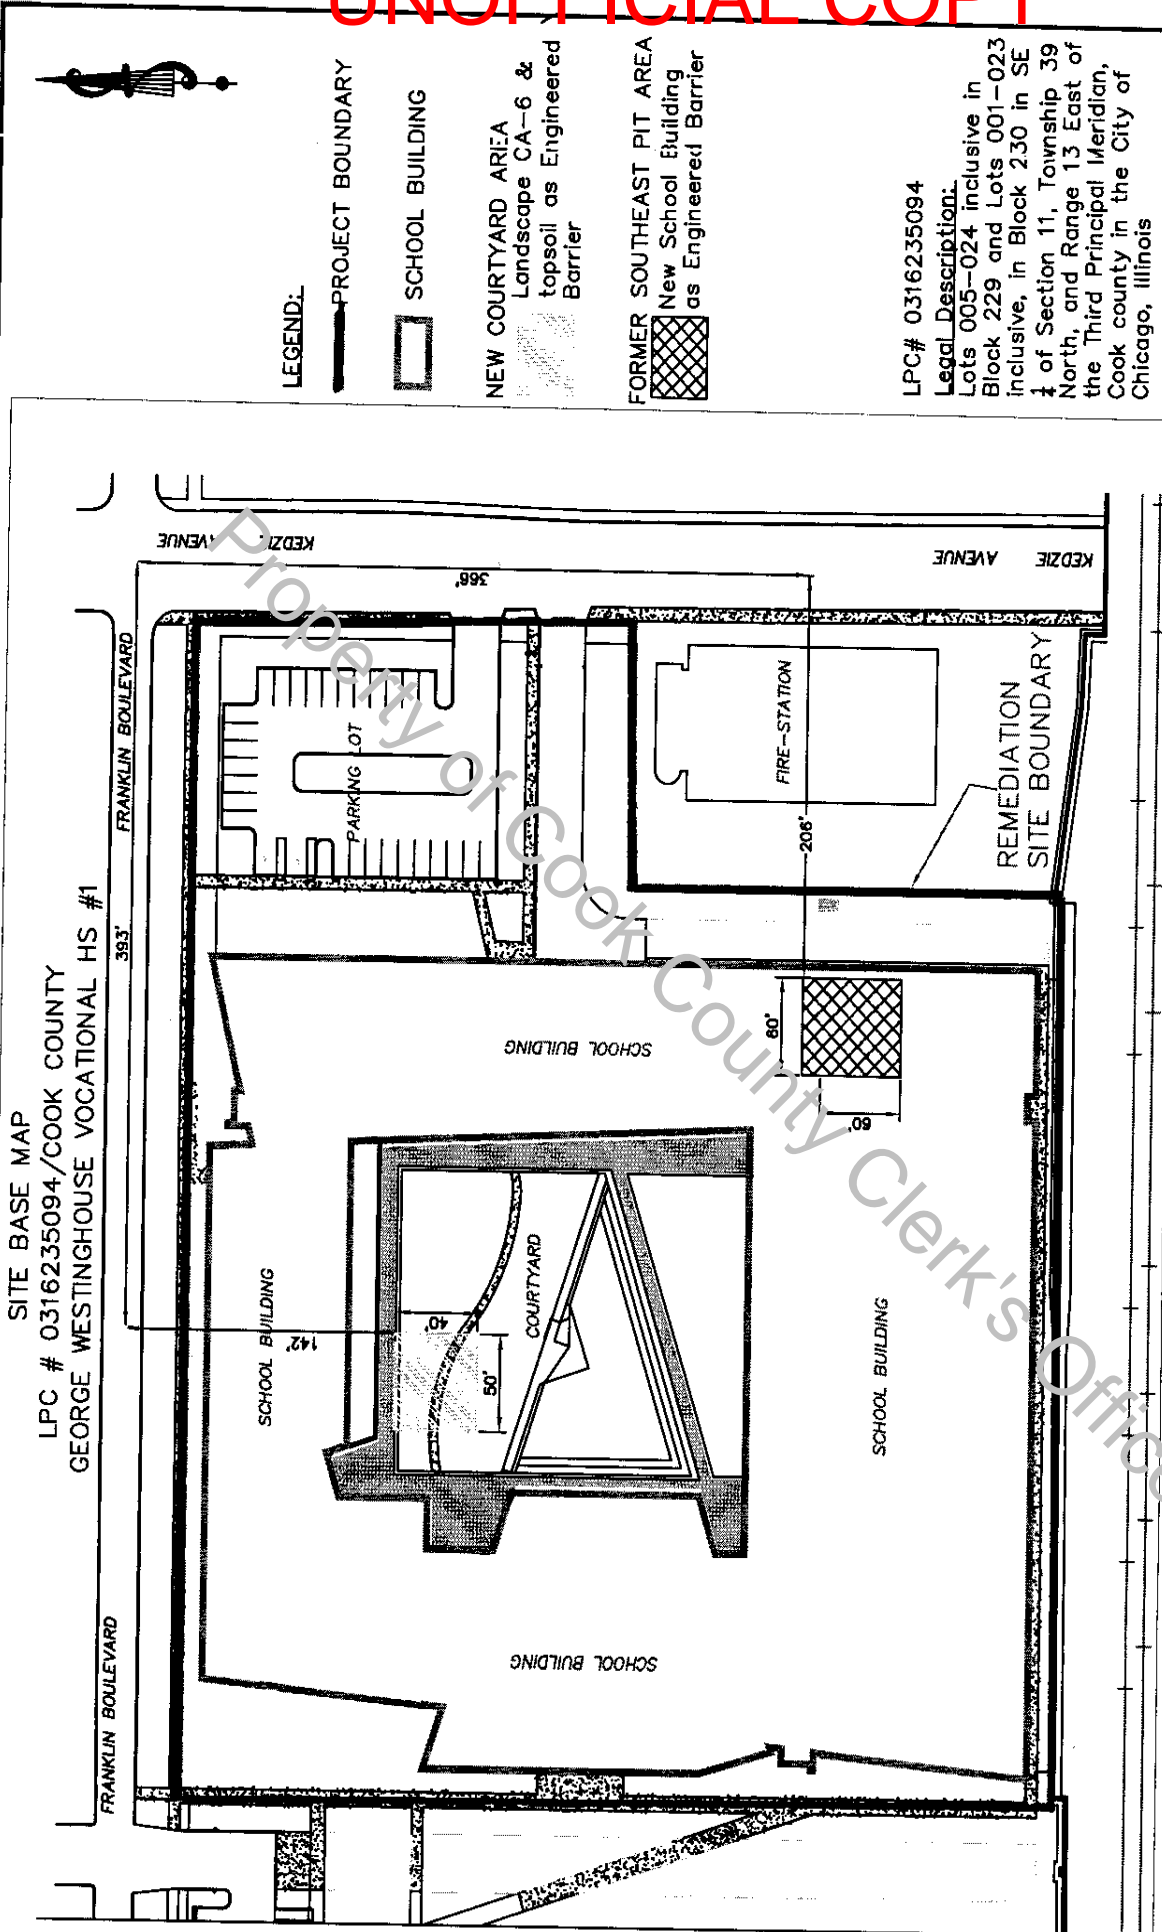 UNOFFICIAL COPY
SITE BASE MAP
LPC # 0316235094/COOK COUNTY
GEORGE WESTINGHOUSE VOCATIONAL HS #1
FRANKLIN BOULEVARD
393'
FRANKLIN BOULEVARD
KEDZIE AVENUE
366'
KEDZIE AVENUE
PARKING LOT
FIRE-STATION
206'
REMEDIATION
SITE BOUNDARY
SCHOOL BUILDING
142'
SCHOOL BUILDING
40'
50'
COURTYARD
60'
60'
SCHOOL BUILDING
SCHOOL BUILDING
LEGEND:
PROJECT BOUNDARY
SCHOOL BUILDING
NEW COURTYARD AREA
Landscape CA-6 &
topsoil as Engineered
Barrier
FORMER SOUTHEAST PIT AREA
New School Building
as Engineered Barrier
LPC# 0316235094
Legal Description:
Lots 005-024 inclusive in
Block 229 and Lots 001-023
inclusive, in Block 230 in SE
¼ of Section 11, Township 39
North, and Range 13 East of
the Third Principal Meridian,
Cook county in the City of
Chicago, Illinois
Property of Cook County Clerk's Office